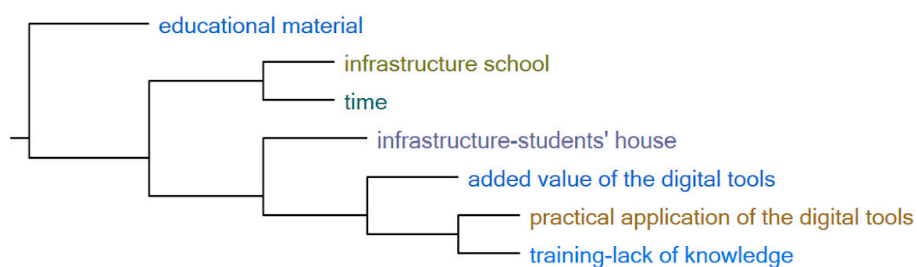 educational material
infrastructure school
time
infrastructure-students' house
added value of the digital tools
practical application of the digital tools
training-lack of knowledge